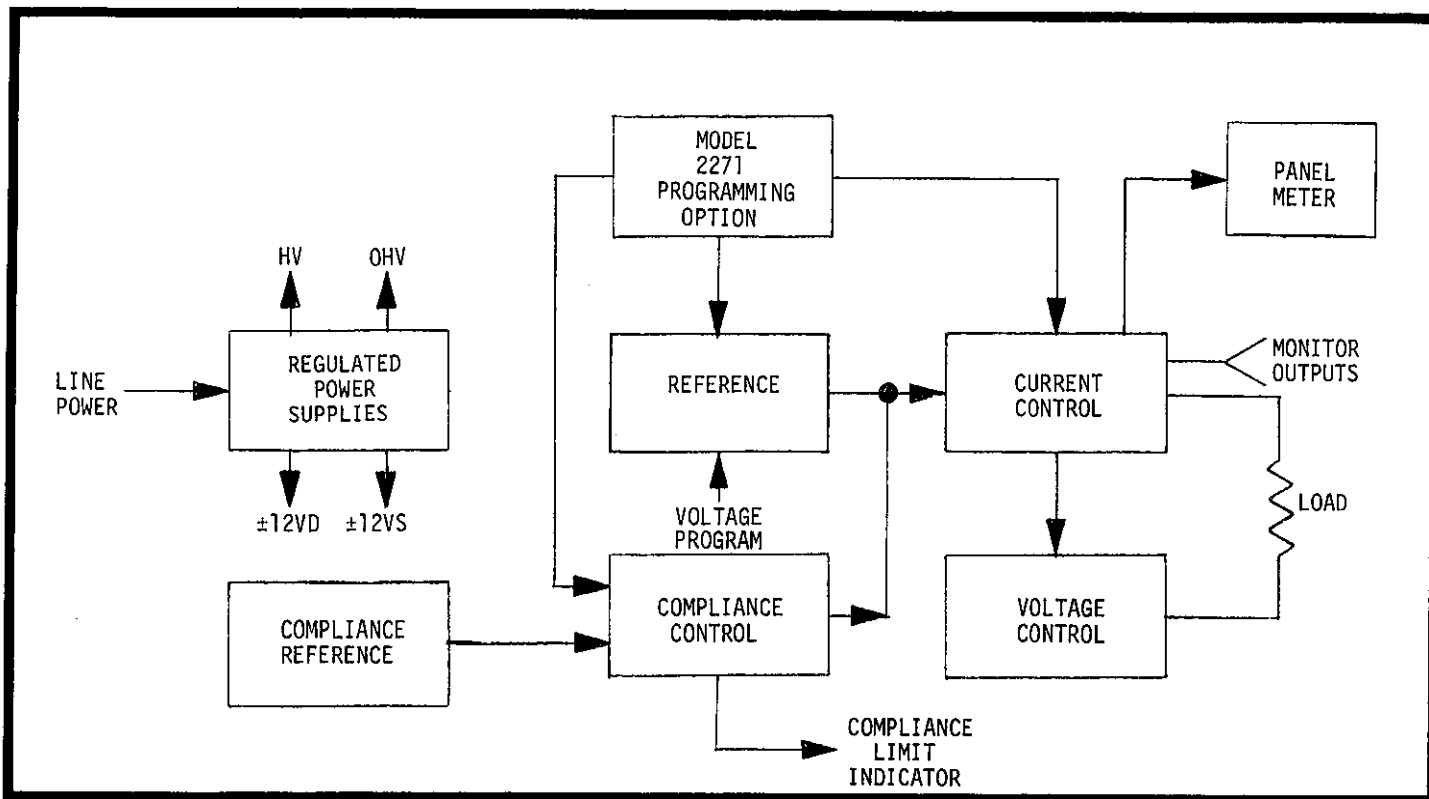 MODEL
2271
PROGRAMMING
OPTION
PANEL
METER
HV
OHV
LINE
POWER
REGULATED
POWER
SUPPLIES
±12VD
±12VS
REFERENCE
VOLTAGE
PROGRAM
CURRENT
CONTROL
MONITOR
OUTPUTS
LOAD
COMPLIANCE
REFERENCE
COMPLIANCE
CONTROL
VOLTAGE
CONTROL
COMPLIANCE
LIMIT
INDICATOR